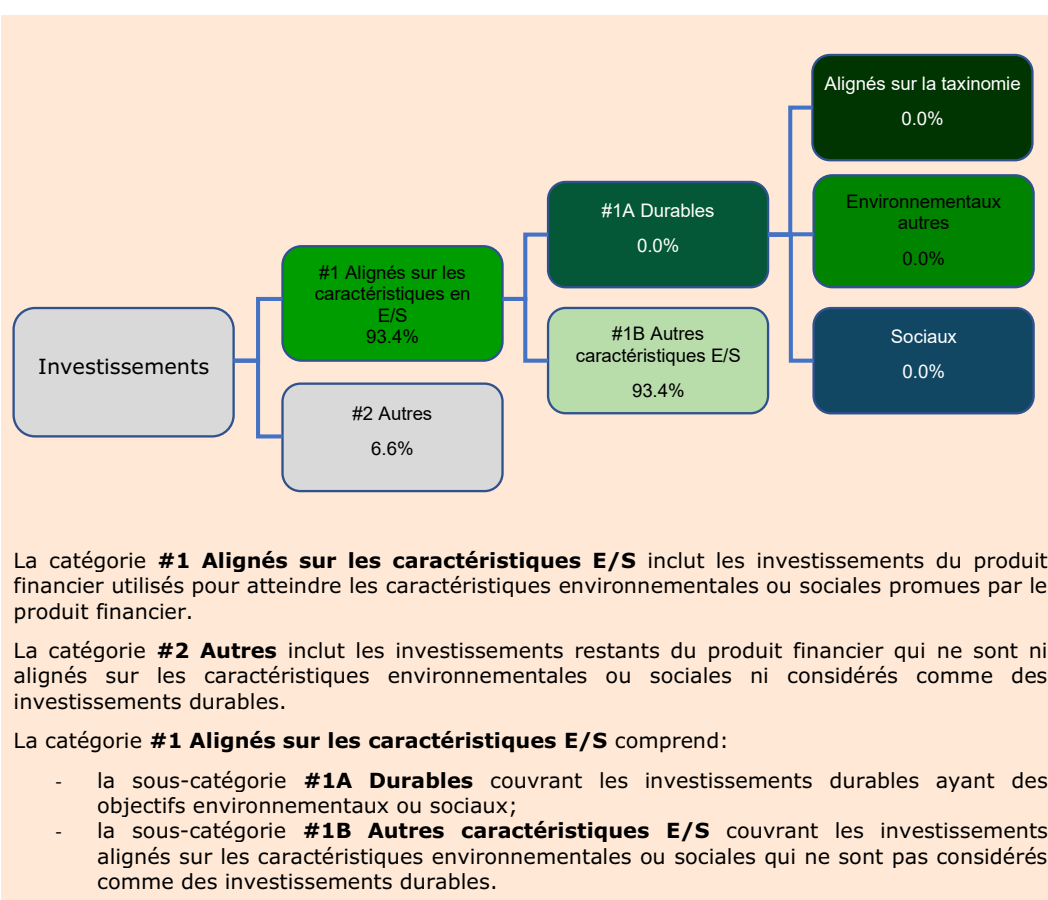 Alignés sur la taxinomie
0.0%
#1A Durables
0.0%
Environnementaux
autres
0.0%
#1 Alignés sur les
caractéristiques en
E/S
93.4%
#1B Autres
caractéristiques E/S
93.4%
Sociaux
0.0%
Investissements
#2 Autres
6.6%
La catégorie #1 Alignés sur les caractéristiques E/S inclut les investissements du produit
financier utilisés pour atteindre les caractéristiques environnementales ou sociales promues par le
produit financier.
La catégorie #2 Autres inclut les investissements restants du produit financier qui ne sont ni
alignés sur les caractéristiques environnementales ou sociales ni considérés comme des
investissements durables.
La catégorie #1 Alignés sur les caractéristiques E/S comprend:
- la sous-catégorie #1A Durables couvrant les investissements durables ayant des
objectifs environnementaux ou sociaux;
- la sous-catégorie #1B Autres caractéristiques E/S couvrant les investissements
alignés sur les caractéristiques environnementales ou sociales qui ne sont pas considérés
comme des investissements durables.